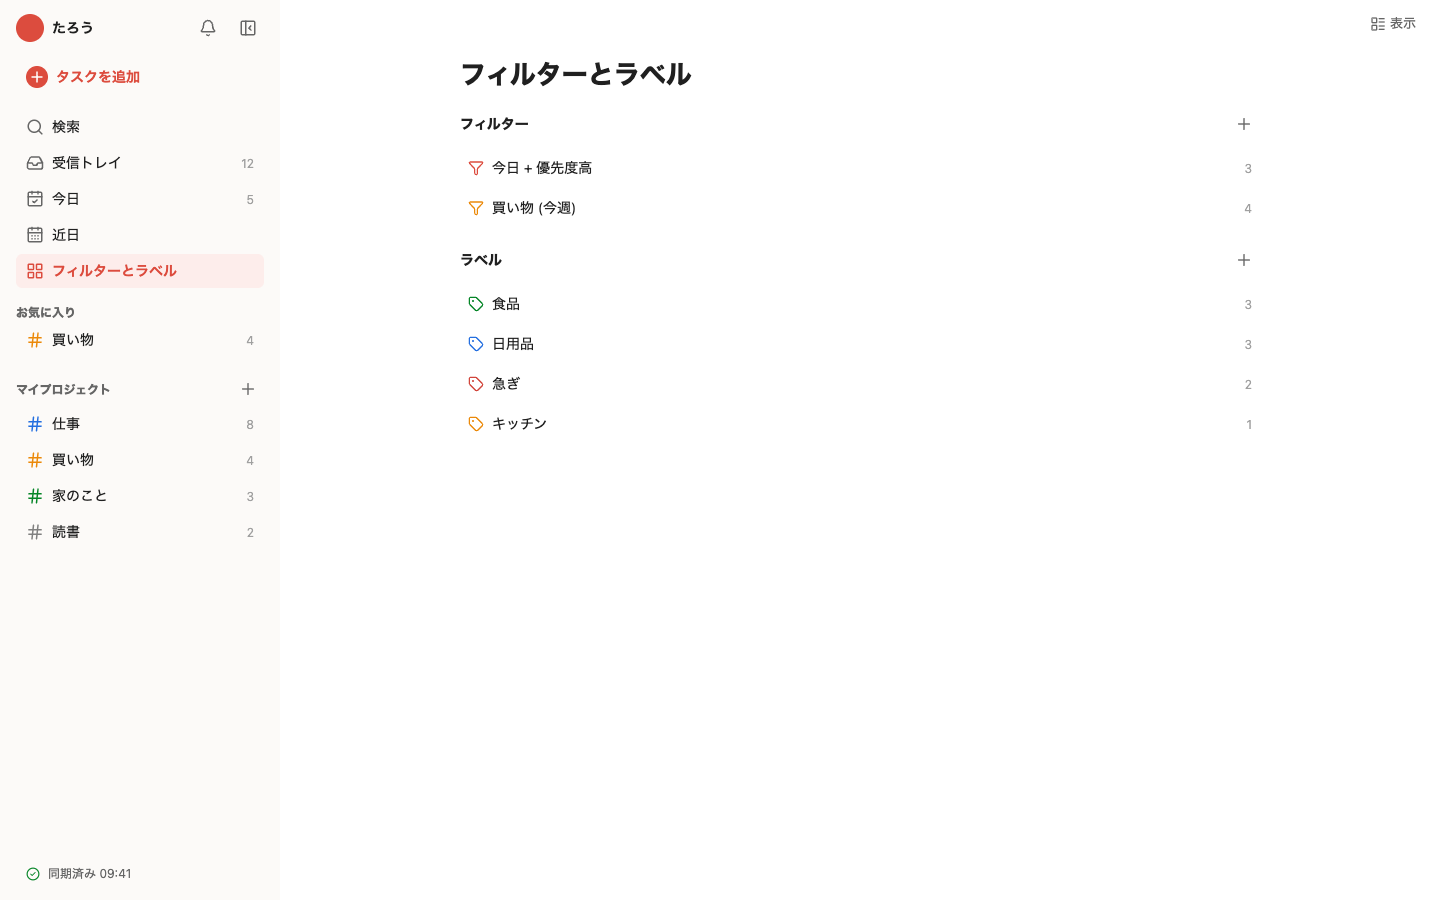 たろう
タスクを追加
検索
受信トレイ 12
今日 5
近日
フィルターとラベル
お気に入り
買い物 4
マイプロジェクト
仕事 8
買い物 4
家のこと 3
読書 2
同期済み 09:41
表示
フィルターとラベル
フィルター
今日 + 優先度高 3
買い物 (今週) 4
ラベル
食品 3
日用品 3
急ぎ 2
キッチン 1